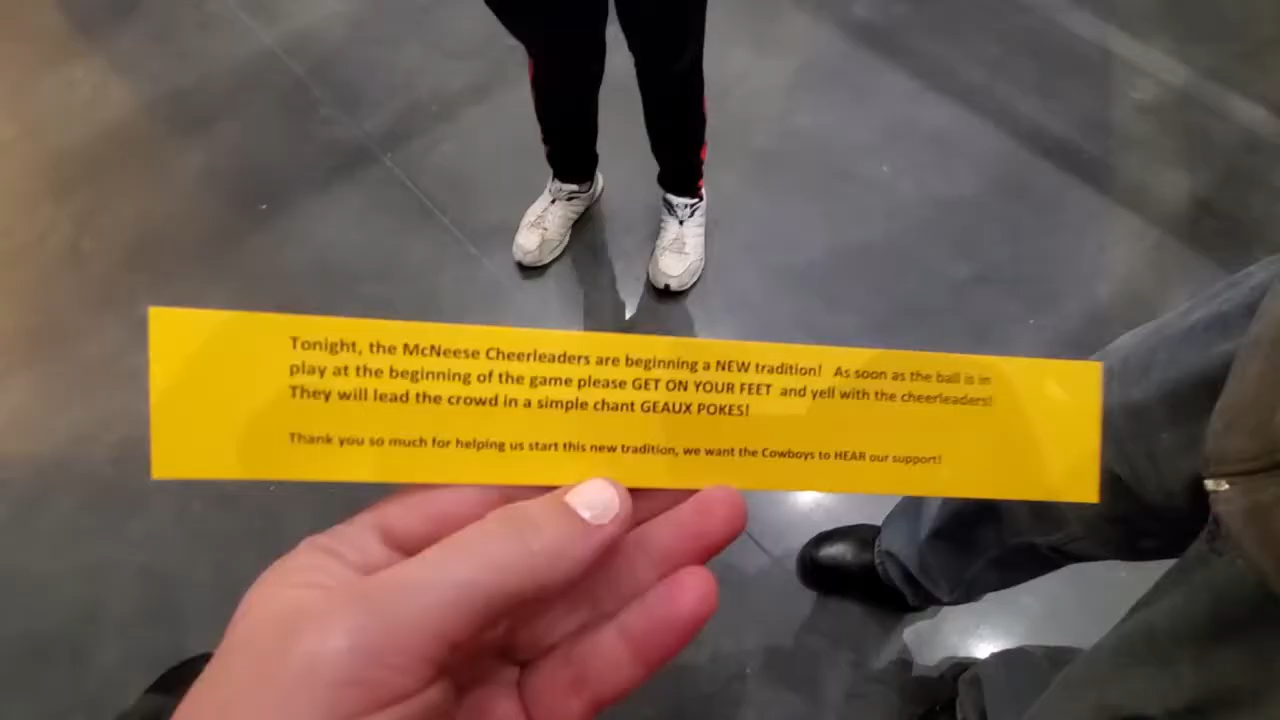 Tonight, the McNeese Cheerleaders are beginning a NEW tradition! As soon as the ball is in
play at the beginning of the game please GET ON YOUR FEET and yell with the cheerleaders!
They will lead the crowd in a simple chant GEAUX POKES!
Thank you so much for helping us start this new tradition, we want the Cowboys to HEAR our support!